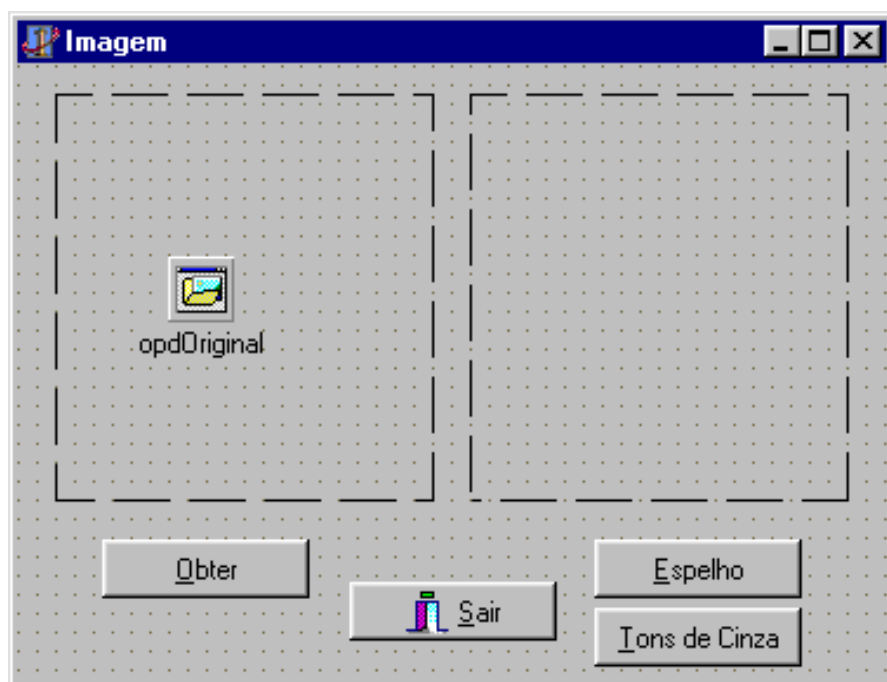 Imagem
opdOriginal
Obter
Espelho
Sair
Tons de Cinza